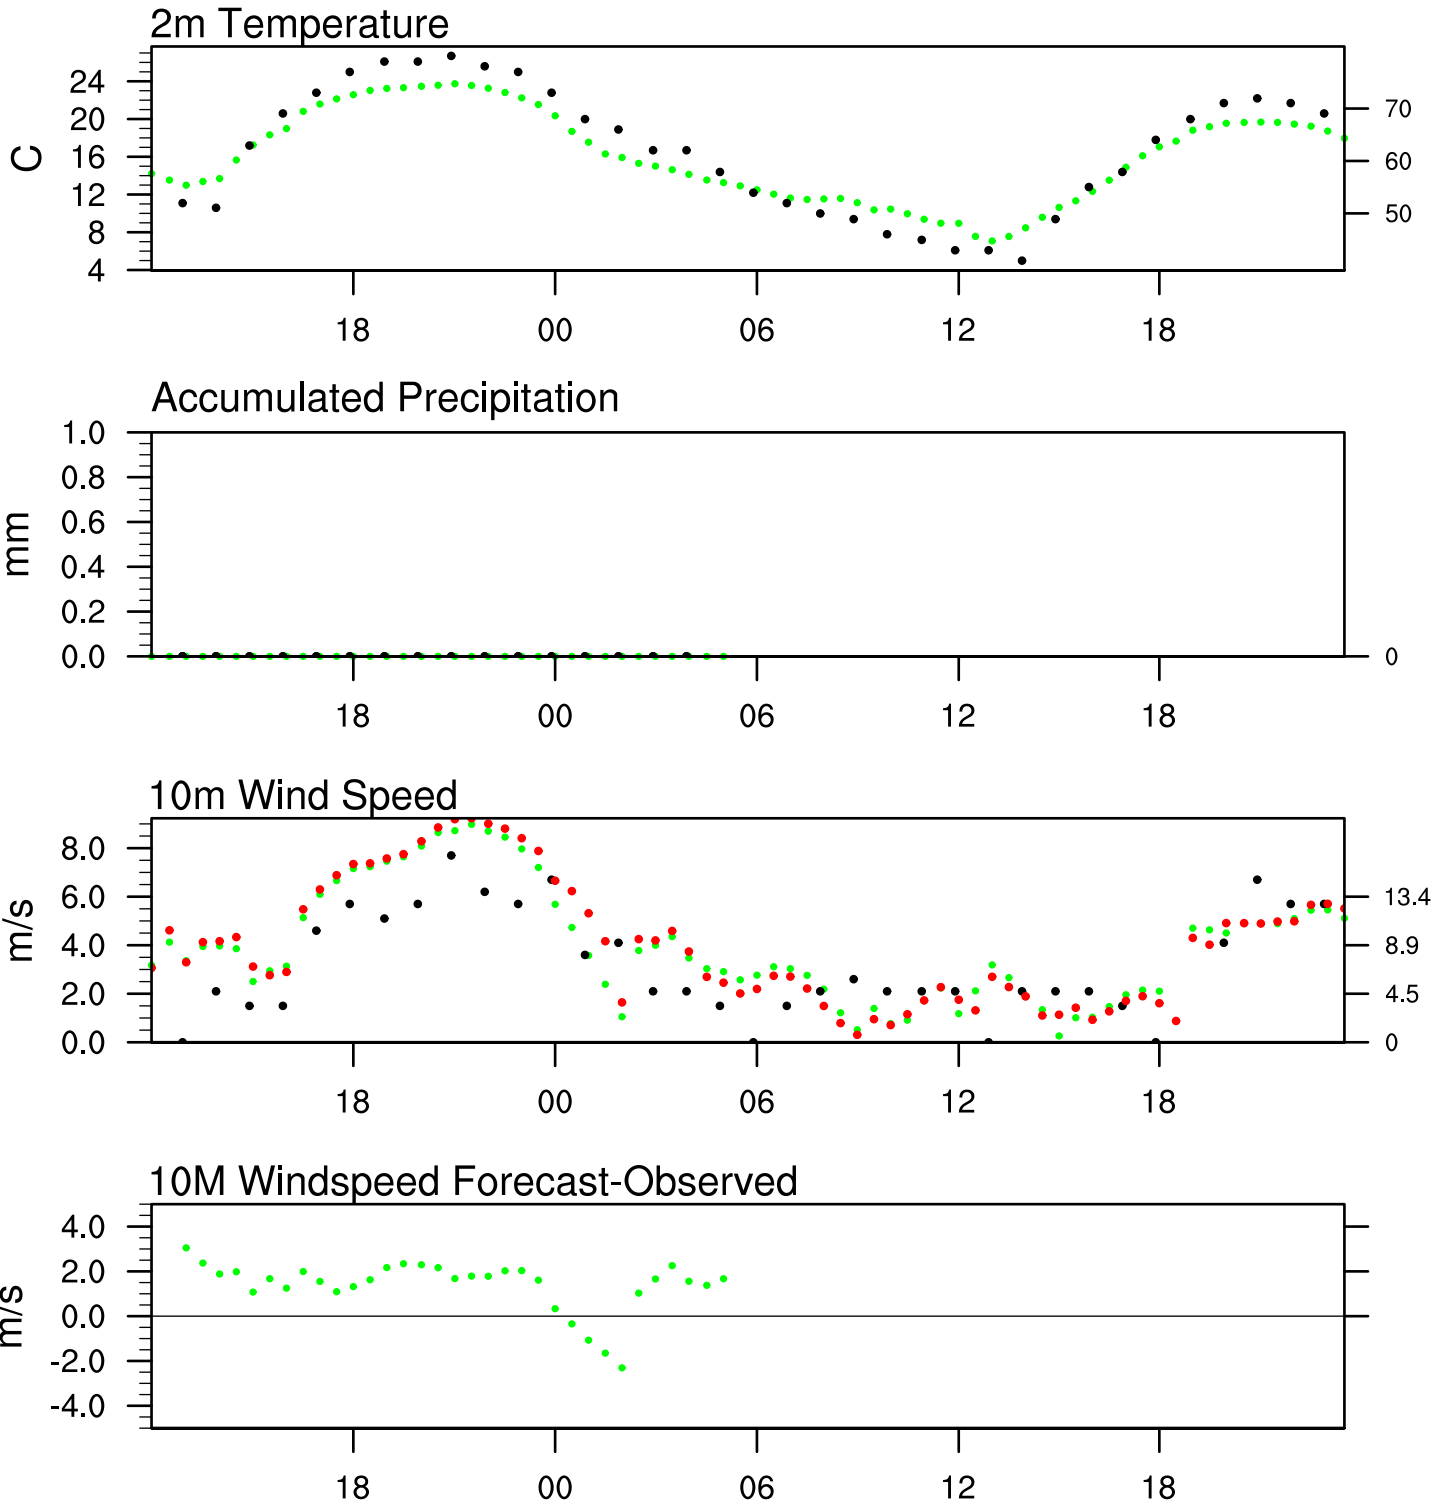 2m Temperature
24
20
16
12
8
4
C
70
60
50
18 00 06 12 18
Accumulated Precipitation
1.0
0.8
0.6
0.4
0.2
0.0
mm
0
18 00 06 12 18
10m Wind Speed
8.0
6.0
4.0
2.0
0.0
m/s
13.4
8.9
4.5
0
18 00 06 12 18
10M Windspeed Forecast-Observed
4.0
2.0
0.0
-2.0
-4.0
m/s
18 00 06 12 18